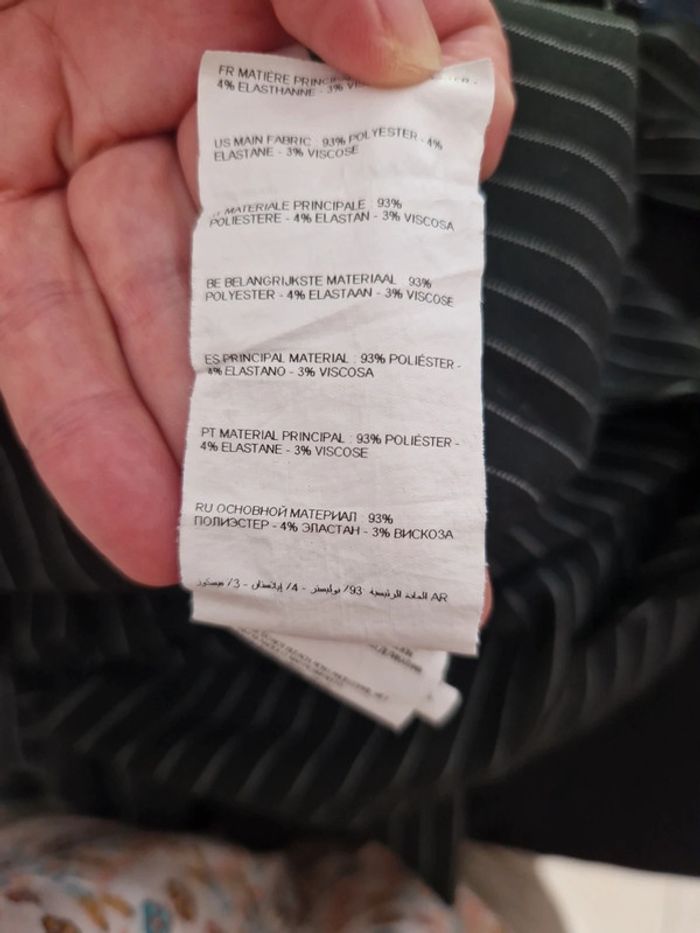 FR MATIÈRE
4% ELASTHANNE - 3%
US MAIN FABRIC : 93% POLYESTER - 4%
ELASTANE - 3% VISCOSE
MATERIALE PRINCIPALE : 93%
POLIESTERE - 4% ELASTAN - 3% VISCOSA
BE BELANGRIJKSTE MATERIAAL : 93%
POLYESTER - 4% ELASTAAN - 3% VISCOSE
ES PRINCIPAL MATERIAL : 93% POLIÉSTER -
4% ELASTANO - 3% VISCOSA
PT MATERIAL PRINCIPAL : 93% POLIÉSTER -
4% ELASTANE - 3% VISCOSE
RU ОСНОВНОЙ МАТЕРИАЛ : 93%
ПОЛИЭСТЕР - 4% ЭЛАСТАН - 3% ВИСКОЗА
AR المادة الرئيسية :93٪ بوليستر - 4٪ إيلاستان - 3٪